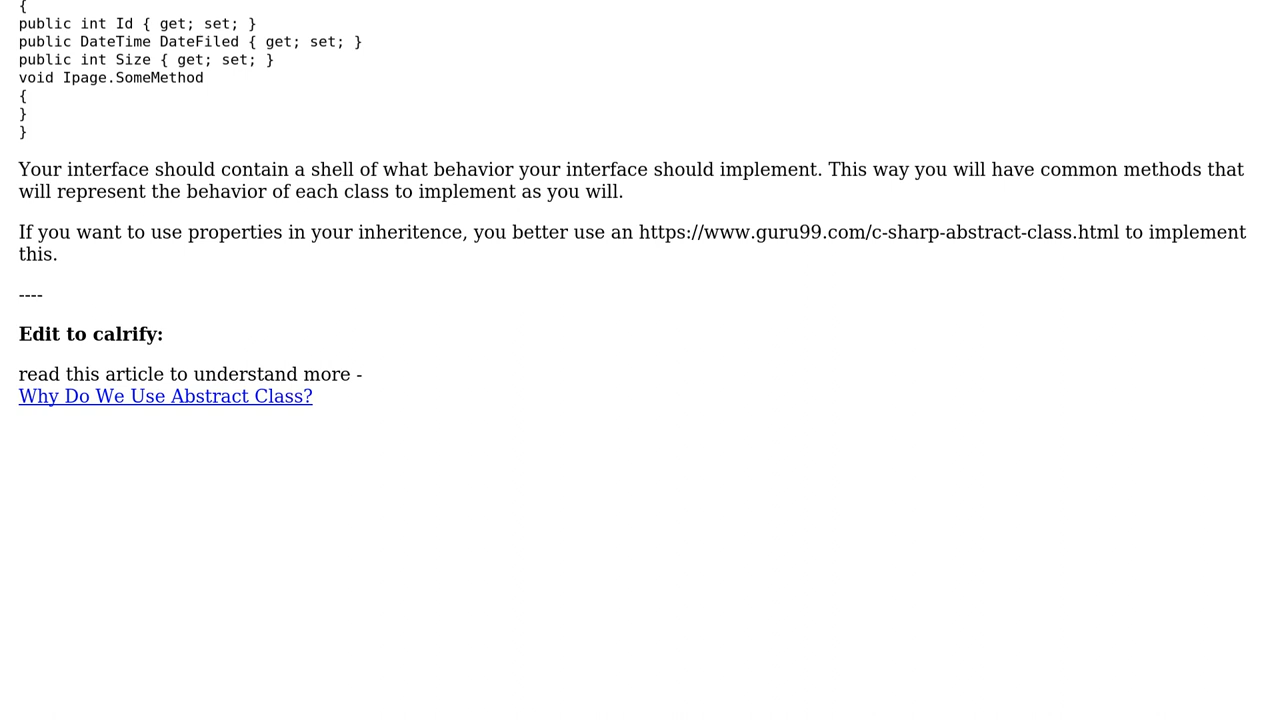 {
public int Id { get; set; }
public DateTime DateFiled { get; set; }
public int Size { get; set; }
void Ipage.SomeMethod
{
}
}
Your interface should contain a shell of what behavior your interface should implement. This way you will have common methods that
will represent the behavior of each class to implement as you will.
If you want to use properties in your inheritence, you better use an https://www.guru99.com/c-sharp-abstract-class.html to implement
this.
----
Edit to calrify:
read this article to understand more -
Why Do We Use Abstract Class?